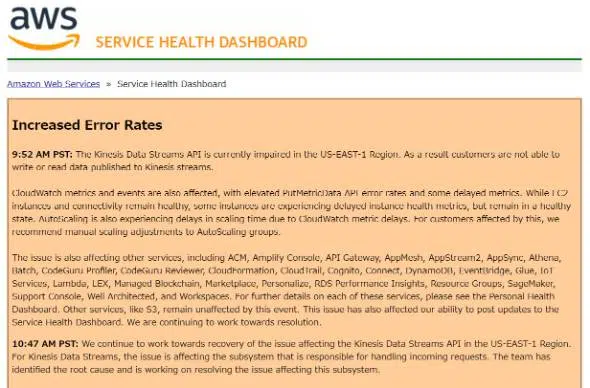 aws
SERVICE HEALTH DASHBOARD
Amazon Web Services » Service Health Dashboard
Increased Error Rates
9:52 AM PST: The Kinesis Data Streams API is currently impaired in the US-EAST-1 Region. As a result customers are not able to
write or read data published to Kinesis streams.
CloudWatch metrics and events are also affected, with elevated PutMetricData API error rates and some delayed metrics. While EC2
instances and connectivity remain healthy, some instances are experiencing delayed instance health metrics, but remain in a healthy
state. AutoScaling is also experiencing delays in scaling time due to CloudWatch metric delays. For customers affected by this, we
recommend manual scaling adjustments to AutoScaling groups.
The issue is also affecting other services, including ACM, Amplify Console, API Gateway, AppMesh, AppStream2, AppSync, Athena,
Batch, CodeGuru Profiler, CodeGuru Reviewer, CloudFormation, CloudTrail, Cognito, Connect, DynamoDB, EventBridge, Glue, IoT
Services, Lambda, LEX, Managed Blockchain, Marketplace, Personalize, RDS Performance Insights, Resource Groups, SageMaker,
Support Console, Well Architected, and Workspaces. For further details on each of these services, please see the Personal Health
Dashboard. Other services, like S3, remain unaffected by this event. This issue has also affected our ability to post updates to the
Service Health Dashboard. We are continuing to work towards resolution.
10:47 AM PST: We continue to work towards recovery of the issue affecting the Kinesis Data Streams API in the US-EAST-1 Region.
For Kinesis Data Streams, the issue is affecting the subsystem that is responsible for handling incoming requests. The team has
identified the root cause and is working on resolving the issue affecting this subsystem.